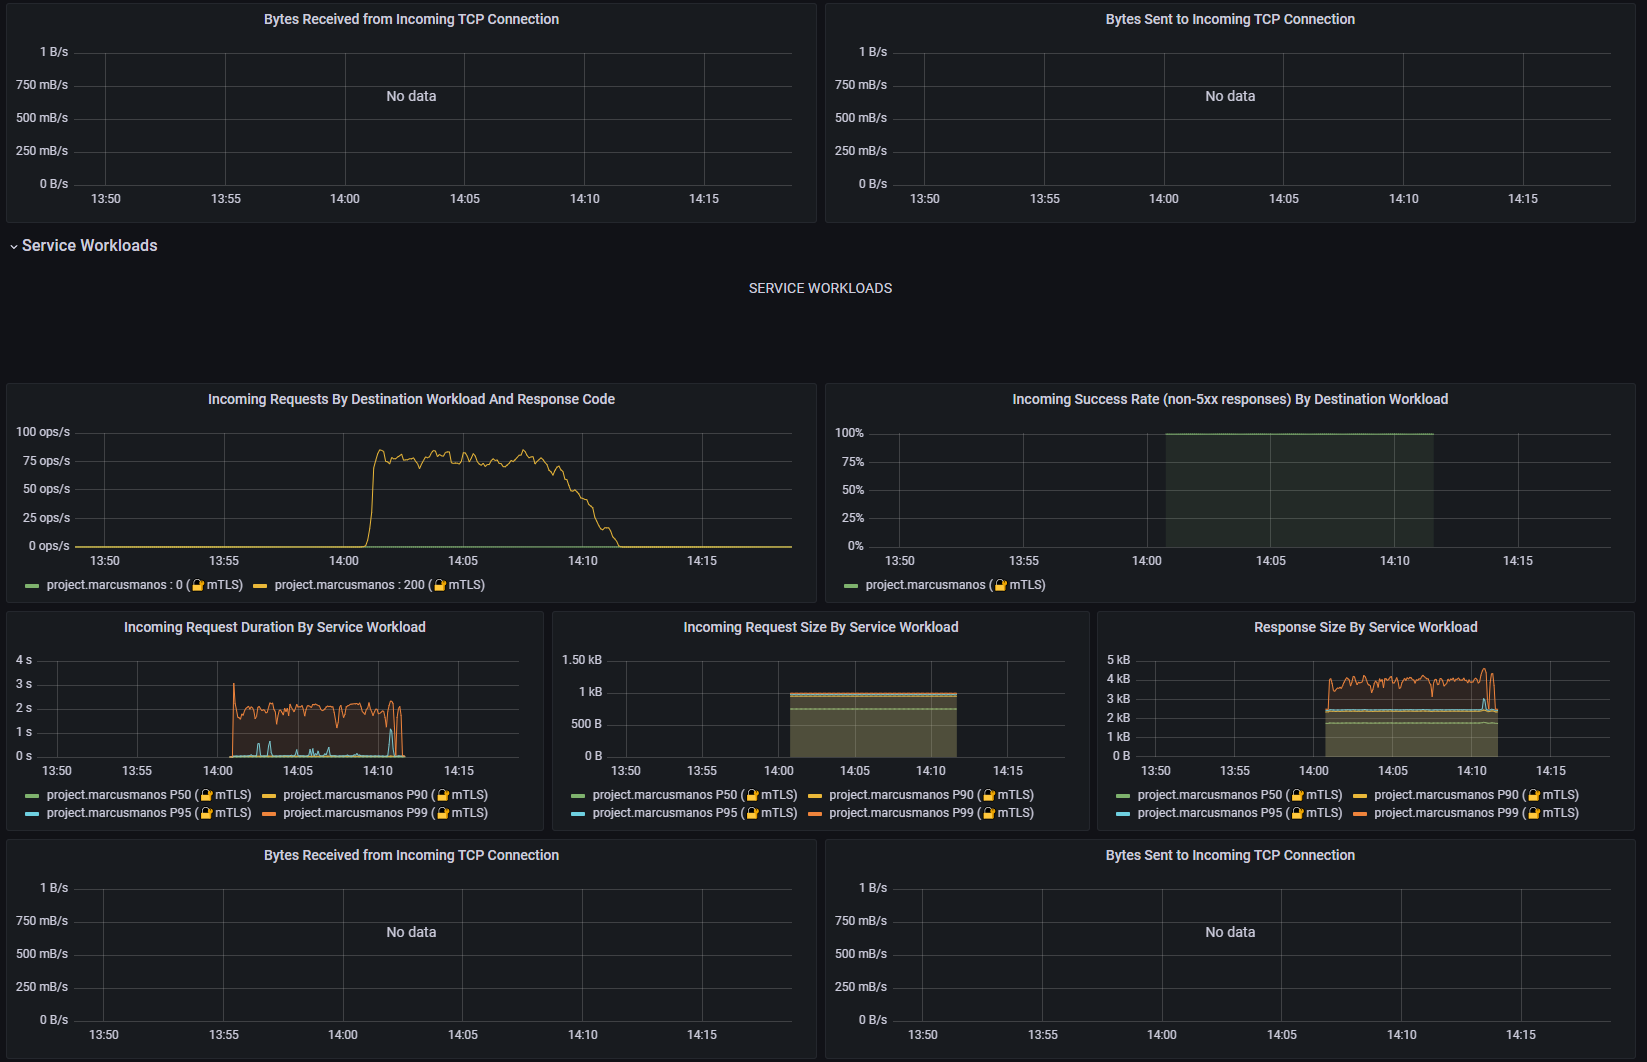 Bytes Received from Incoming TCP Connection
1 B/s
750 mB/s
No data
500 mB/s
250 mB/s
0 B/s
13:50 13:55 14:00 14:05 14:10 14:15
Bytes Sent to Incoming TCP Connection
1 B/s
750 mB/s
No data
500 mB/s
250 mB/s
0 B/s
13:50 13:55 14:00 14:05 14:10 14:15
Service Workloads
SERVICE WORKLOADS
Incoming Requests By Destination Workload And Response Code
100 ops/s
75 ops/s
50 ops/s
25 ops/s
0 ops/s
13:50 13:55 14:00 14:05 14:10 14:15
project.marcusmanos : 0 (🔐 mTLS) project.marcusmanos : 200 (🔐 mTLS)
Incoming Success Rate (non-5xx responses) By Destination Workload
100%
75%
50%
25%
0%
13:50 13:55 14:00 14:05 14:10 14:15
project.marcusmanos (🔐 mTLS)
Incoming Request Duration By Service Workload
4 s
3 s
2 s
1 s
0 s
13:50 13:55 14:00 14:05 14:10 14:15
project.marcusmanos P50 (🔐 mTLS) project.marcusmanos P90 (🔐 mTLS)
project.marcusmanos P95 (🔐 mTLS) project.marcusmanos P99 (🔐 mTLS)
Incoming Request Size By Service Workload
1.50 kB
1 kB
500 B
0 B
13:50 13:55 14:00 14:05 14:10 14:15
project.marcusmanos P50 (🔐 mTLS) project.marcusmanos P90 (🔐 mTLS)
project.marcusmanos P95 (🔐 mTLS) project.marcusmanos P99 (🔐 mTLS)
Response Size By Service Workload
5 kB
4 kB
3 kB
2 kB
1 kB
0 B
13:50 13:55 14:00 14:05 14:10 14:15
project.marcusmanos P50 (🔐 mTLS) project.marcusmanos P90 (🔐 mTLS)
project.marcusmanos P95 (🔐 mTLS) project.marcusmanos P99 (🔐 mTLS)
Bytes Received from Incoming TCP Connection
1 B/s
750 mB/s
No data
500 mB/s
250 mB/s
0 B/s
13:50 13:55 14:00 14:05 14:10 14:15
Bytes Sent to Incoming TCP Connection
1 B/s
750 mB/s
No data
500 mB/s
250 mB/s
0 B/s
13:50 13:55 14:00 14:05 14:10 14:15